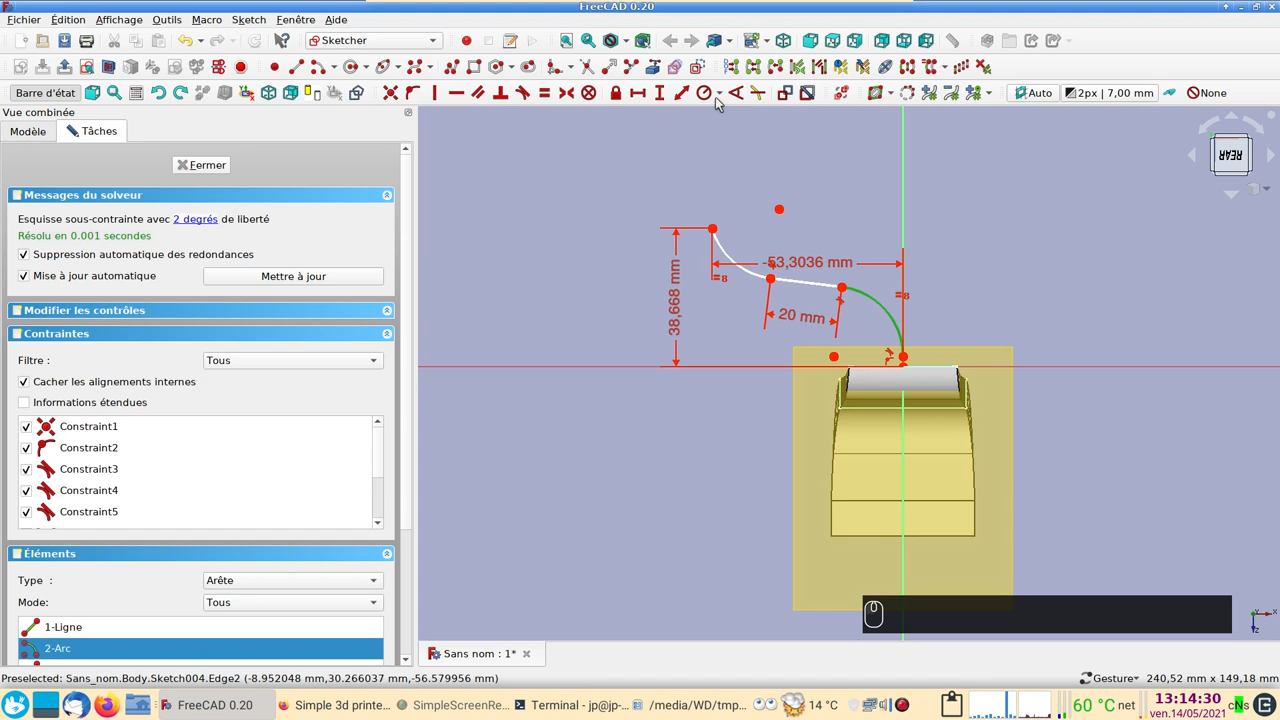 FreeCAD 0.20
Fichier Édition Affichage Outils Macro Sketch Fenêtre Aide
Sketcher
Barre d'état
Auto
2px | 7,00 mm
None
Vue combinée
Modèle
Tâches
Fermer
Messages du solveur
Esquisse sous-contrainte avec 2 degrés de liberté
Résolu en 0.001 secondes
Suppression automatique des redondances
Mise à jour automatique
Mettre à jour
Modifier les contrôles
Contraintes
Filtre :
Tous
Cacher les alignements internes
Informations étendues
Constraint1
Constraint2
Constraint3
Constraint4
Constraint5
Éléments
Type :
Arête
Mode:
Tous
1-Ligne
2-Arc
REAR
38,668 mm
-53,3036 mm
20 mm
=8
=8
Sans nom : 1*
Preselected: Sans_nom.Body.Sketch004.Edge2 (-8.952048 mm,30.266037 mm,-56.579956 mm)
Gesture
240,52 mm x 149,18 mm
FreeCAD 0.20
Simple 3d printe...
SimpleScreenRe...
Terminal - jp@jp-...
/media/WD/tmp...
14 °C
60 °C net
13:14:30
ven.14/05/2021